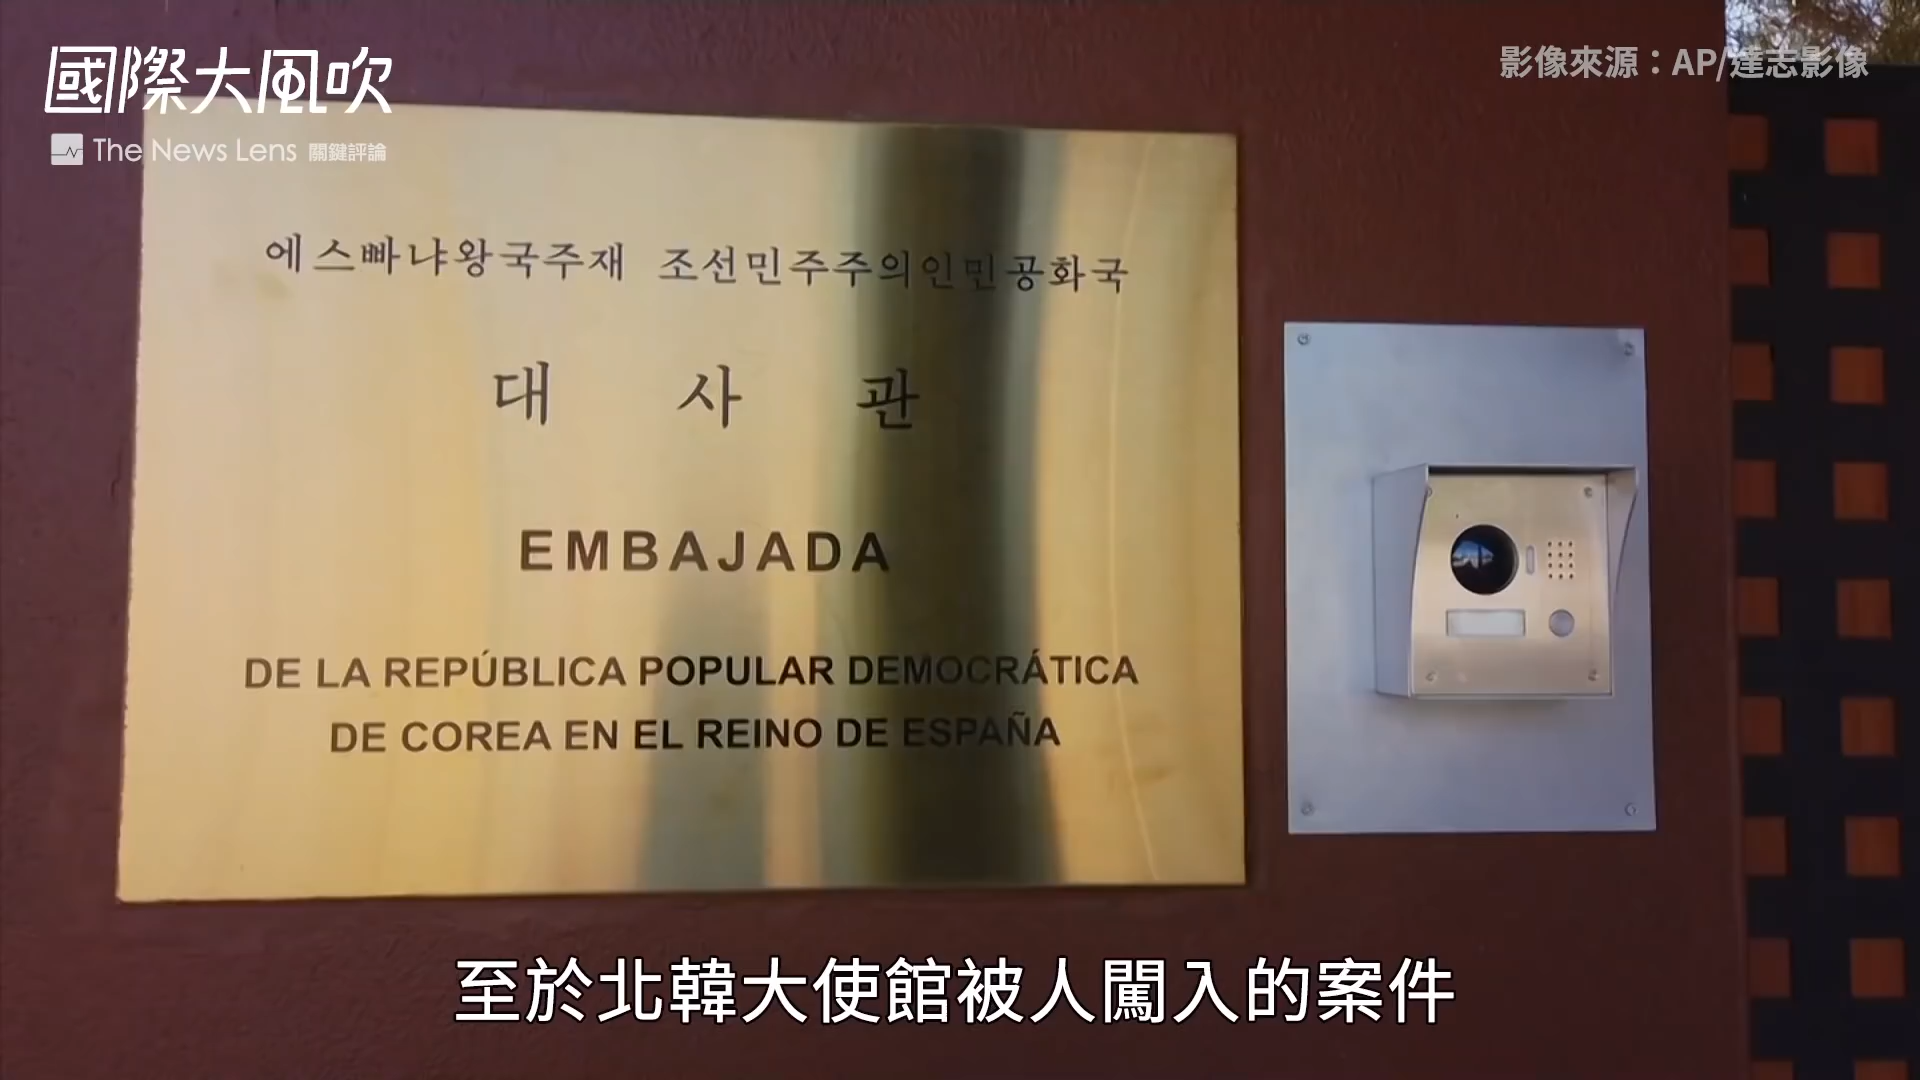 國際大風吹
The News Lens 關鍵評論
影像來源：AP/達志影像
에스빠냐왕국주재 조선민주주의인민공화국
대 사 관
EMBAJADA
DE LA REPÚBLICA POPULAR DEMOCRÁTICA
DE COREA EN EL REINO DE ESPAÑA
至於北韓大使館被人闖入的案件